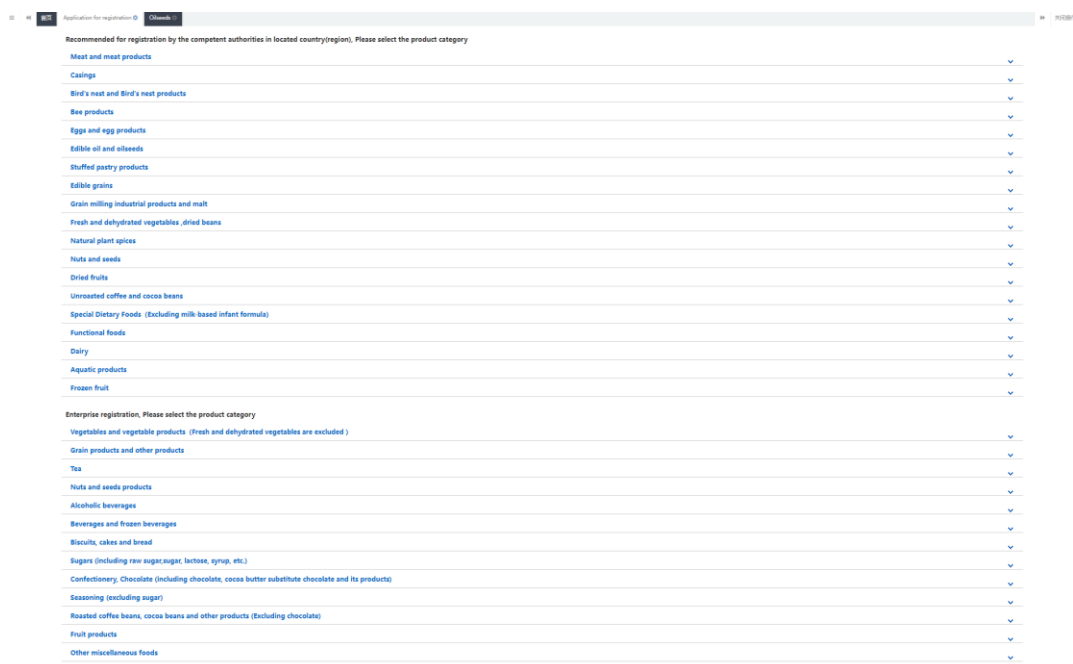 首页 Application for registration Oilseeds
Recommended for registration by the competent authorities in located country(region), Please select the product category
Meat and meat products
Casings
Bird's nest and Bird's nest products
Bee products
Eggs and egg products
Edible oil and oilseeds
Stuffed pastry products
Edible grains
Grain milling industrial products and malt
Fresh and dehydrated vegetables ,dried beans
Natural plant spices
Nuts and seeds
Dried fruits
Unroasted coffee and cocoa beans
Special Dietary Foods (Excluding milk-based infant formula)
Functional foods
Dairy
Aquatic products
Frozen fruit
Enterprise registration, Please select the product category
Vegetables and vegetable products (Fresh and dehydrated vegetables are excluded )
Grain products and other products
Tea
Nuts and seeds products
Alcoholic beverages
Beverages and frozen beverages
Biscuits, cakes and bread
Sugars (including raw sugar,sugar, lactose, syrup, etc.)
Confectionery, Chocolate (including chocolate, cocoa butter substitute chocolate and its products)
Seasoning (excluding sugar)
Roasted coffee beans, cocoa beans and other products (Excluding chocolate)
Fruit products
Other miscellaneous foods